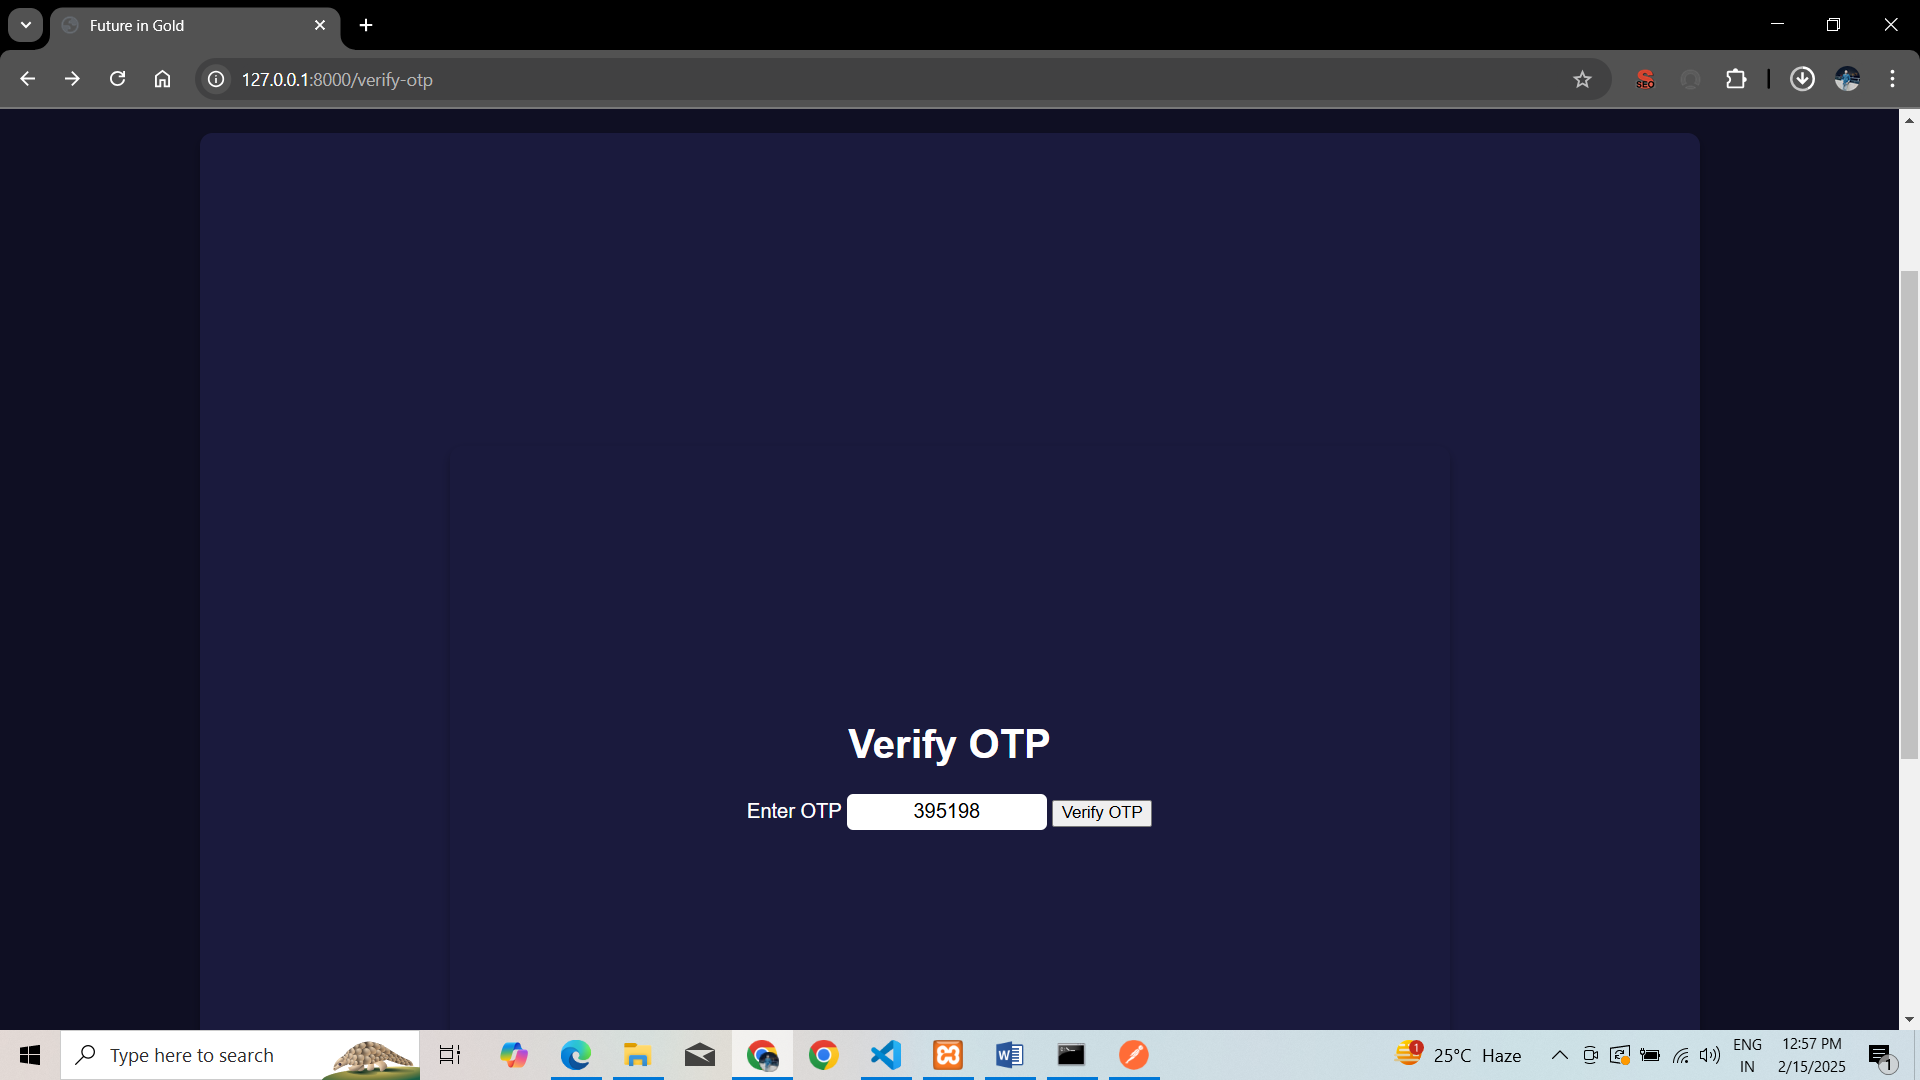 Future in Gold
127.0.0.1:8000/verify-otp
SEO
Verify OTP
Enter OTP 395198 Verify OTP
Type here to search
1
25°C Haze
ENG
IN
12:57 PM
2/15/2025
1